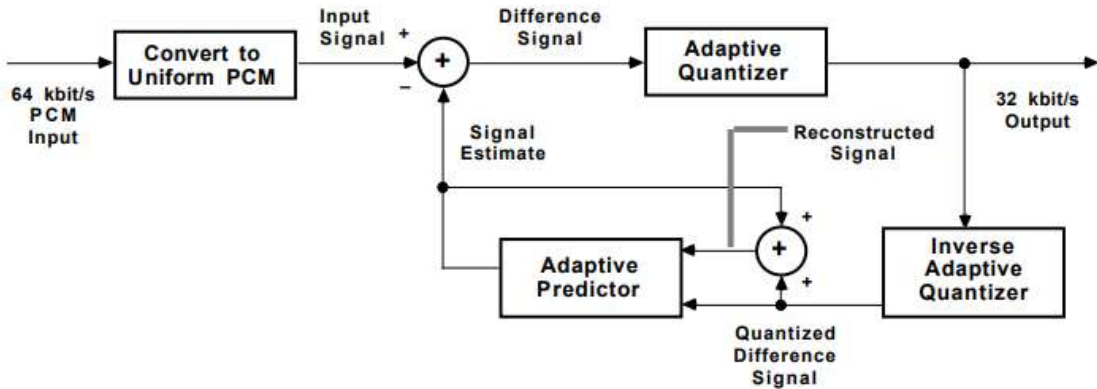 Input
Signal
+
Difference
Signal
Convert to
Uniform PCM
+
Adaptive
Quantizer
−
64 kbit/s
PCM
Input
32 kbit/s
Output
Signal
Estimate
Reconstructed
Signal
+
+
Adaptive
Predictor
+
Inverse
Adaptive
Quantizer
Quantized
Difference
Signal